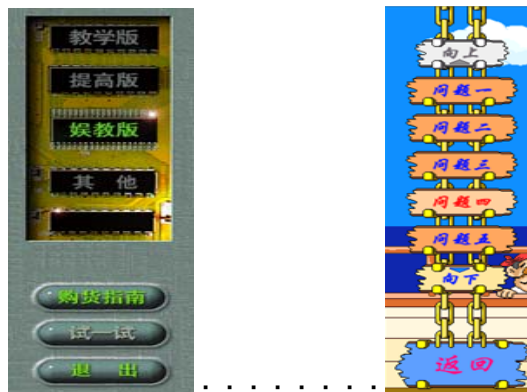 教学版
提高版
娱教版
其 他
购货指南
试一试
退 出
........
向上
问题一
问题二
问题三
问题四
问题五
向下
返回